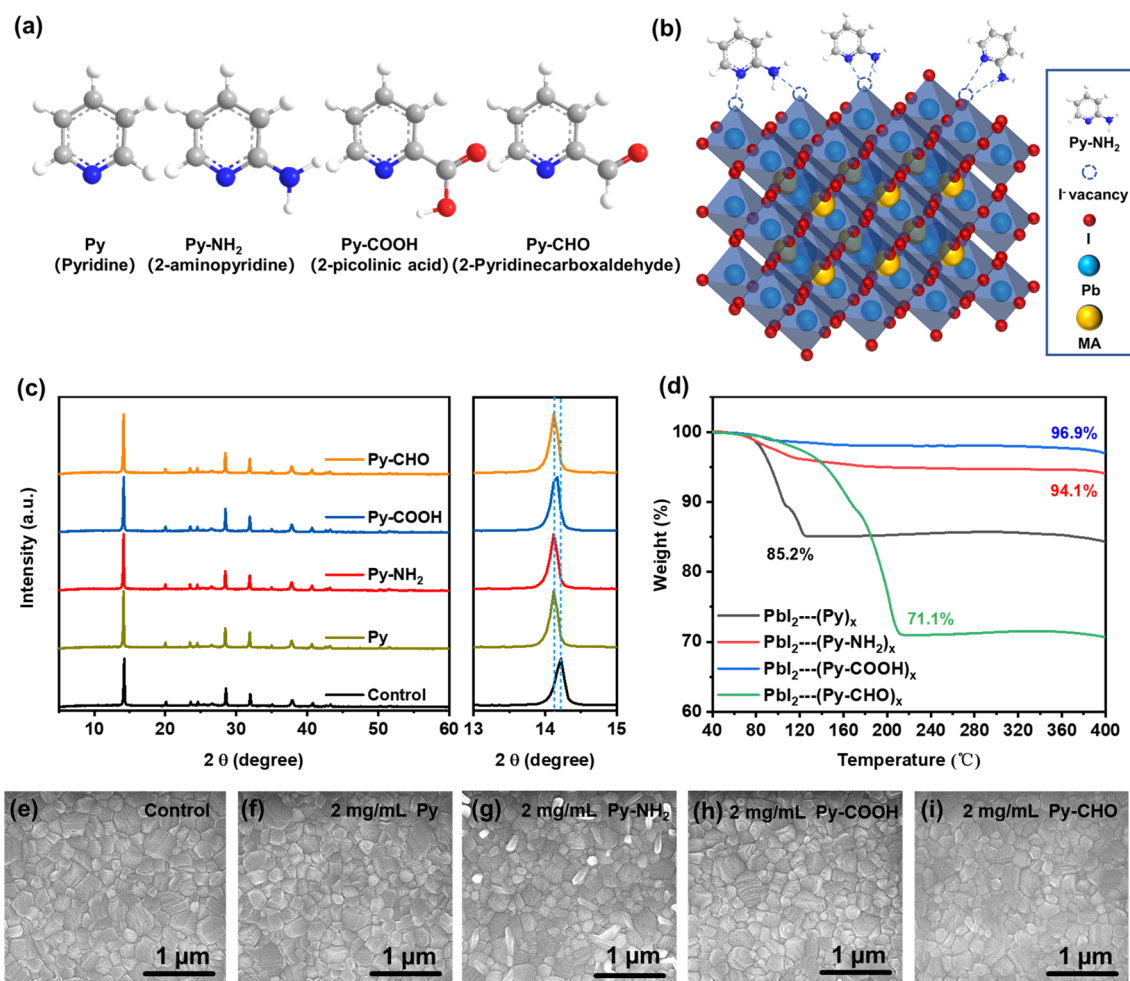 (a)
Py
(Pyridine)
Py-NH₂
(2-aminopyridine)
Py-COOH
(2-picolinic acid)
Py-CHO
(2-Pyridinecarboxaldehyde)
(b)
Py-NH₂
I⁻ vacancy
I
Pb
MA
(c)
Intensity (a.u.)
Py-CHO
Py-COOH
Py-NH₂
Py
Control
10 20 30 40 50 60
2 θ (degree)
13 14 15
2 θ (degree)
(d)
Weight (%)
100
90
80
70
60
96.9%
94.1%
85.2%
71.1%
PbI₂---(Py)ₓ
PbI₂---(Py-NH₂)ₓ
PbI₂---(Py-COOH)ₓ
PbI₂---(Py-CHO)ₓ
40 80 120 160 200 240 280 320 360 400
Temperature (℃)
(e) Control
1 μm
(f) 2 mg/mL Py
1 μm
(g) 2 mg/mL Py-NH₂
1 μm
(h) 2 mg/mL Py-COOH
1 μm
(i) 2 mg/mL Py-CHO
1 μm